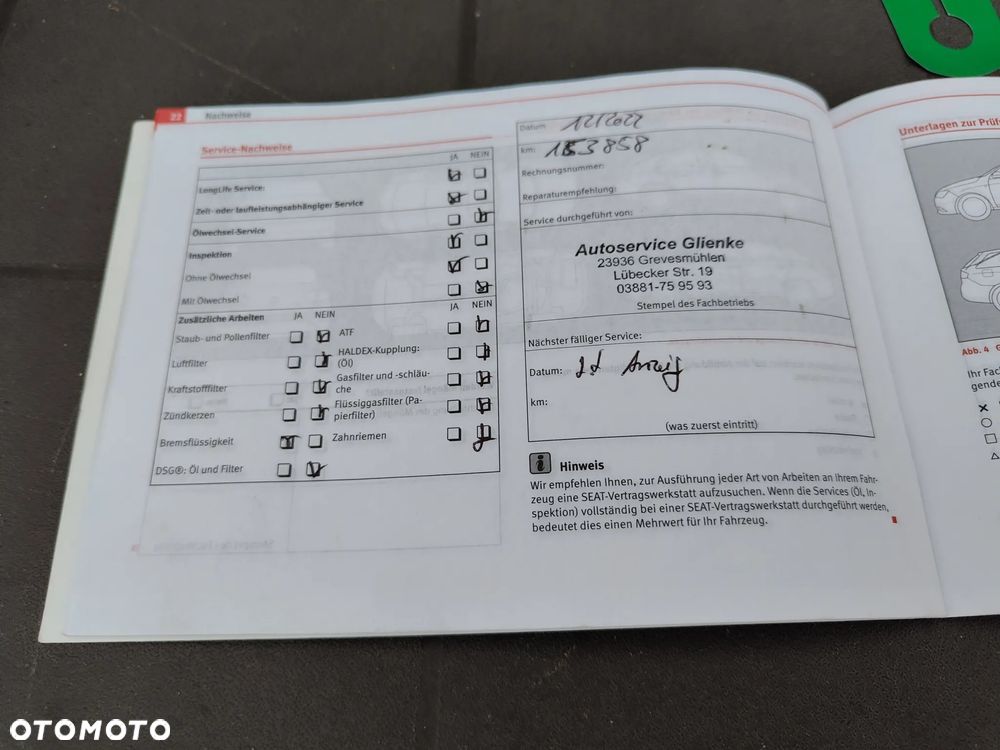 22 Nachweise
Service-Nachweise
JA NEIN
LongLife Service:
Zeit- oder laufleistungsabhängiger Service
Ölwechsel-Service
Inspektion
Ohne Ölwechsel
Mit Ölwechsel
Zusätzliche Arbeiten JA NEIN JA NEIN
Staub- und Pollenfilter ATF
Luftfilter HALDEX-Kupplung:
(Öl)
Kraftstofffilter Gasfilter und -schläu-
che
Zündkerzen Flüssiggasfilter (Pa-
pierfilter)
Bremsflüssigkeit Zahnriemen
DSG®: Öl und Filter
Datum 12/2022
km: 153858
Rechnungsnummer:
Reparaturempfehlung:
Service durchgeführt von:
Autoservice Glienke
23936 Grevesmühlen
Lübecker Str. 19
03881-75 95 93
Stempel des Fachbetriebs
Nächster fälliger Service:
Datum:
km:
(was zuerst eintritt)
i Hinweis
Wir empfehlen Ihnen, zur Ausführung jeder Art von Arbeiten an Ihrem Fahr-
zeug eine SEAT-Vertragswerkstatt aufzusuchen. Wenn die Services (Öl, In-
spektion) vollständig bei einer SEAT-Vertragswerkstatt durchgeführt werden,
bedeutet dies einen Mehrwert für Ihr Fahrzeug.
Unterlagen zur Prüf
Abb. 4
Ihr Fac
gende
OTOMOTO